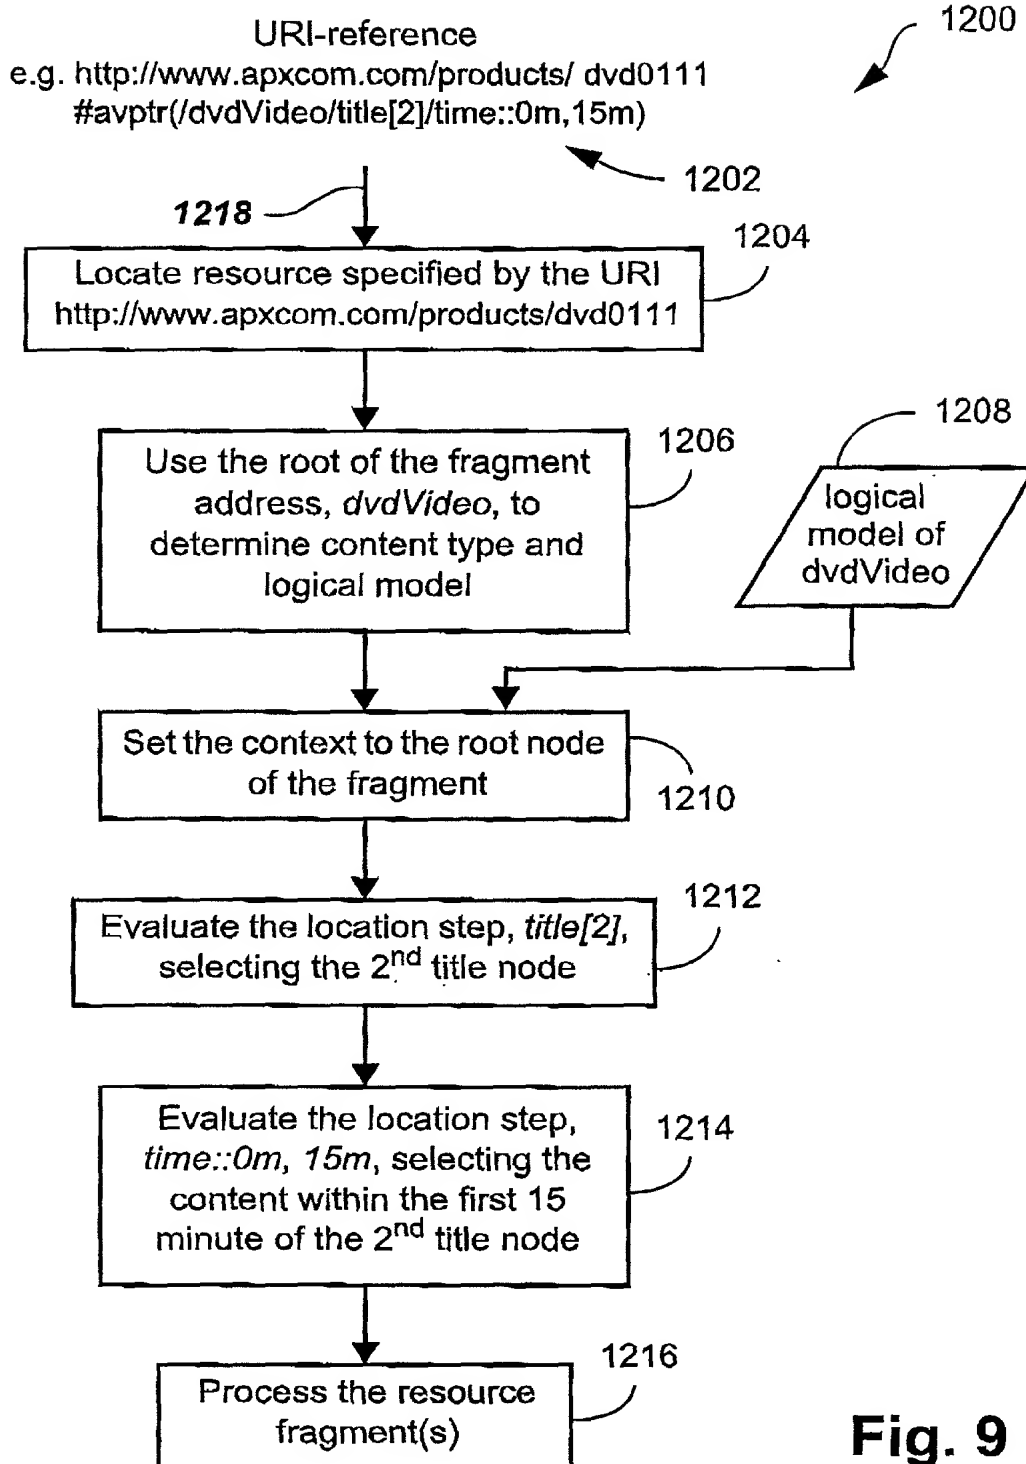 1200
URI-reference
e.g. http://www.apxcom.com/products/ dvd0111
#avptr(/dvdVideo/title[2]/time::0m,15m)
1202
1218
1204
Locate resource specified by the URI
http://www.apxcom.com/products/dvd0111
1206
Use the root of the fragment
address, dvdVideo, to
determine content type and
logical model
1208
logical
model of
dvdVideo
Set the context to the root node
of the fragment
1210
1212
Evaluate the location step, title[2],
selecting the 2nd title node
1214
Evaluate the location step,
time::0m, 15m, selecting the
content within the first 15
minute of the 2nd title node
1216
Process the resource
fragment(s)
Fig. 9